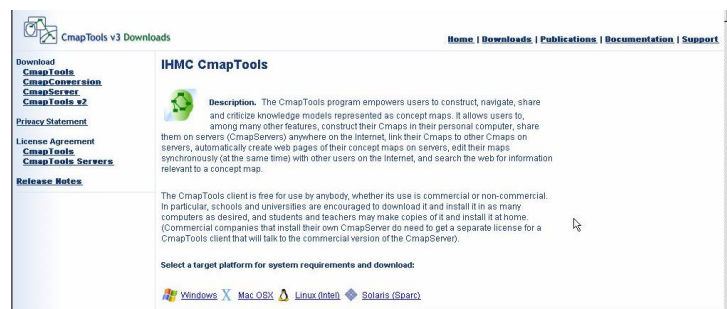 CmapTools v3 Downloads
Home | Downloads | Publications | Documentation | Support
Download
CmapTools
CmapConversion
CmapServer
CmapTools v2
Privacy Statement
License Agreement
CmapTools
CmapTools Servers
Release Notes
IHMC CmapTools
Description. The CmapTools program empowers users to construct, navigate, share
and criticize knowledge models represented as concept maps. It allows users to,
among many other features, construct their Cmaps in their personal computer, share
them on servers (CmapServers) anywhere on the Internet, link their Cmaps to other Cmaps on
servers, automatically create web pages of their concept maps on servers, edit their maps
synchronously (at the same time) with other users on the Internet, and search the web for information
relevant to a concept map.
The CmapTools client is free for use by anybody, whether its use is commercial or non-commercial.
In particular, schools and universities are encouraged to download it and install it in as many
computers as desired, and students and teachers may make copies of it and install it at home.
(Commercial companies that install their own CmapServer do need to get a separate license for a
CmapTools client that will talk to the commercial version of the CmapServer).
Select a target platform for system requirements and download:
Windows X Mac OSX Linux (Intel) Solaris (Sparc)